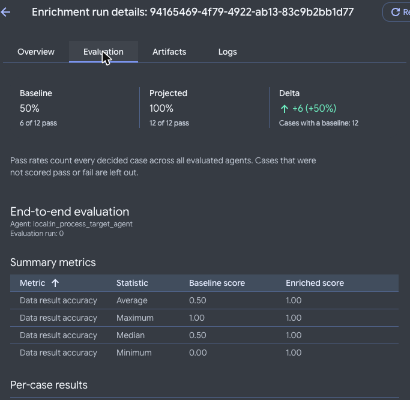 Enrichment run details: 94165469-4f79-4922-ab13-83c9b2bb1d77
Overview Evaluation Artifacts Logs
Baseline Projected Delta
50% 100% +6 (+50%)
6 of 12 pass 12 of 12 pass Cases with a baseline: 12
Pass rates count every decided case across all evaluated agents. Cases that were
not scored pass or fail are left out.
End-to-end evaluation
Agent: local:in_process_target_agent
Evaluation run: 0
Summary metrics
Metric Statistic Baseline score Enriched score
Data result accuracy Average 0.50 1.00
Data result accuracy Maximum 1.00 1.00
Data result accuracy Median 0.50 1.00
Data result accuracy Minimum 0.00 1.00
Per-case results